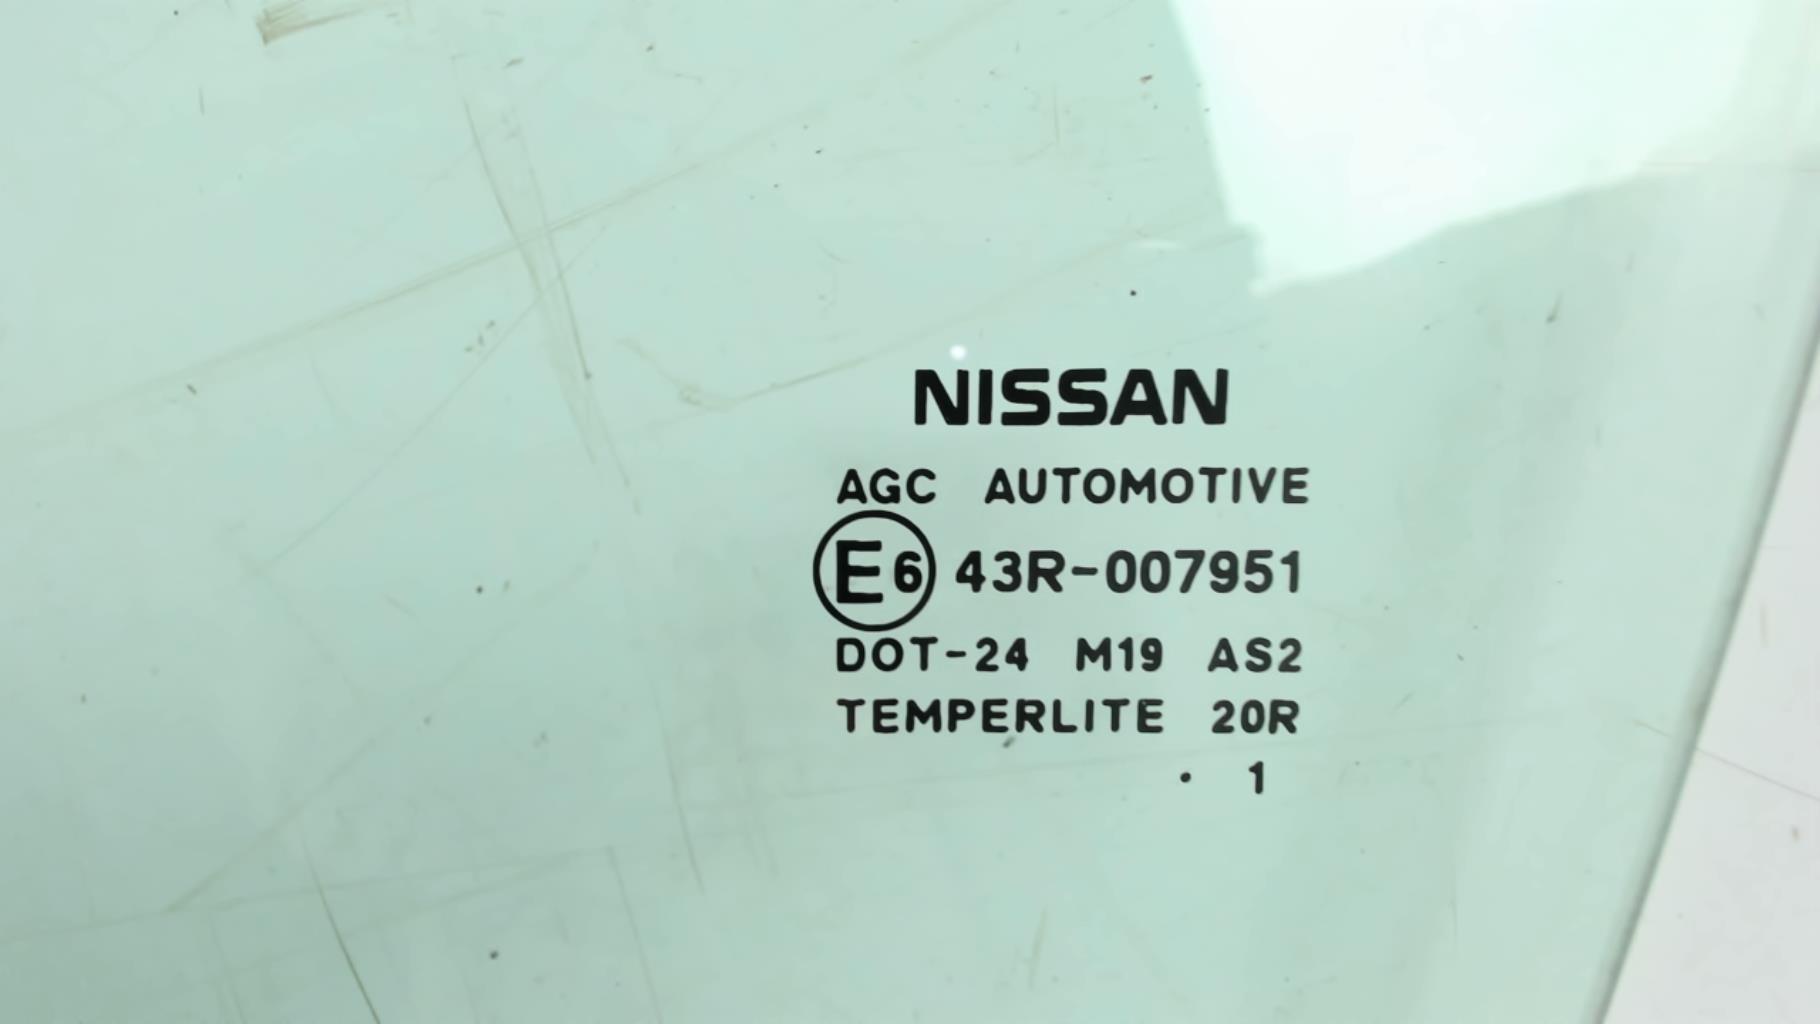 NISSAN
AGC AUTOMOTIVE
E6 43R-007951
DOT-24 M19 AS2
TEMPERLITE 20R
. 1